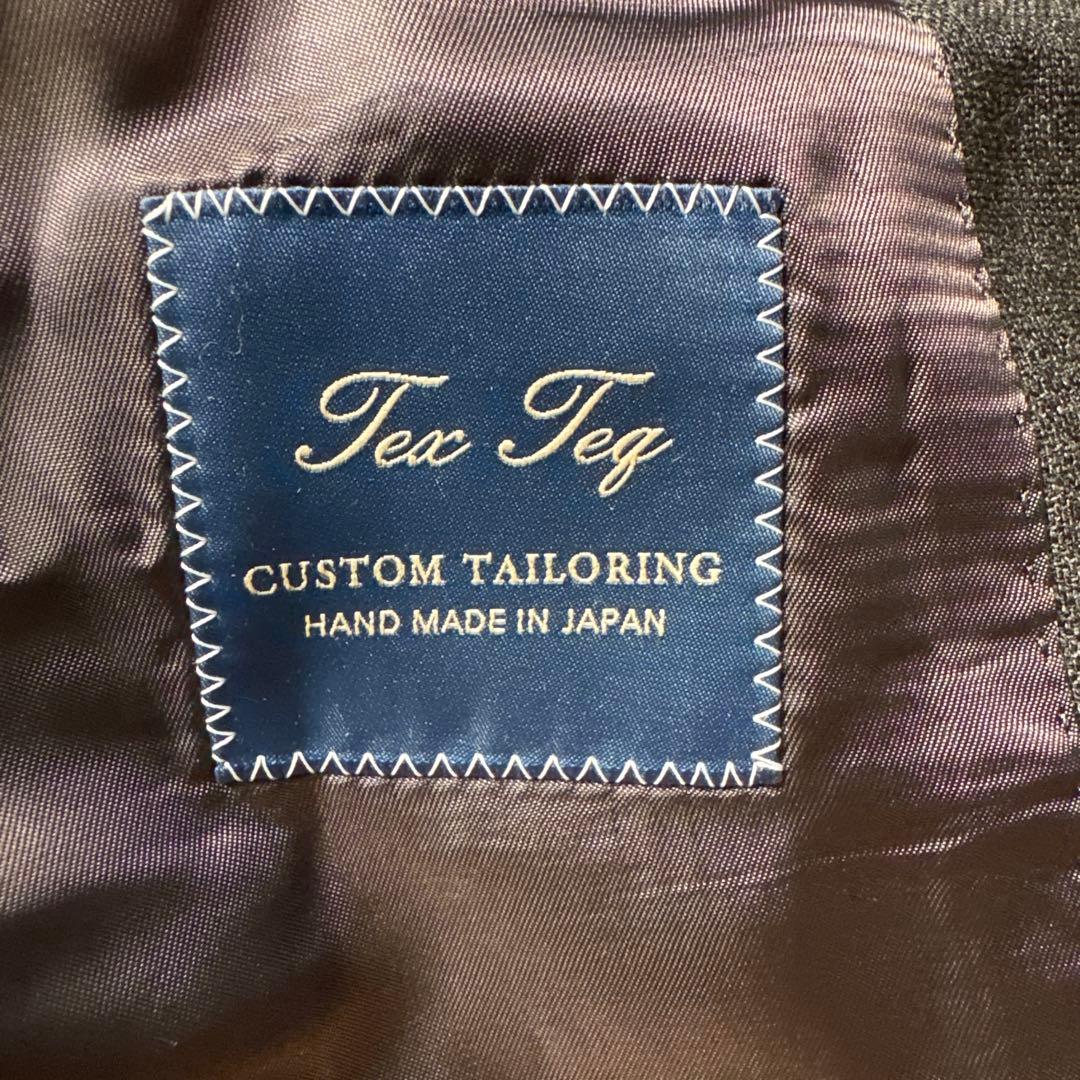 Tex Teq
CUSTOM TAILORING
HAND MADE IN JAPAN